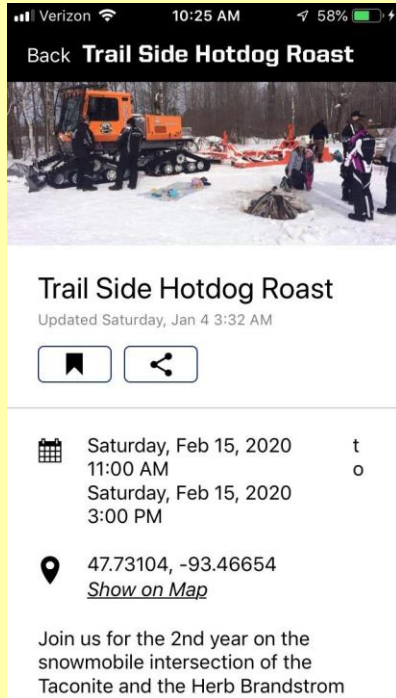 Verizon 10:25 AM 58%
Back Trail Side Hotdog Roast
Trail Side Hotdog Roast
Updated Saturday, Jan 4 3:32 AM
Saturday, Feb 15, 2020 t
11:00 AM o
Saturday, Feb 15, 2020
3:00 PM
47.73104, -93.46654
Show on Map
Join us for the 2nd year on the
snowmobile intersection of the
Taconite and the Herb Brandstrom